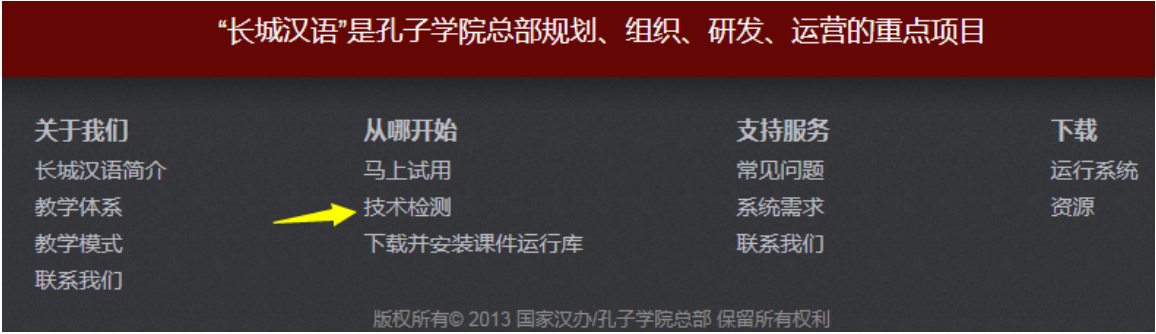 “长城汉语”是孔子学院总部规划、组织、研发、运营的重点项目
关于我们
长城汉语简介
教学体系
教学模式
联系我们
从哪开始
马上试用
技术检测
下载并安装课件运行库
支持服务
常见问题
系统需求
联系我们
下载
运行系统
资源
版权所有© 2013 国家汉办/孔子学院总部 保留所有权利